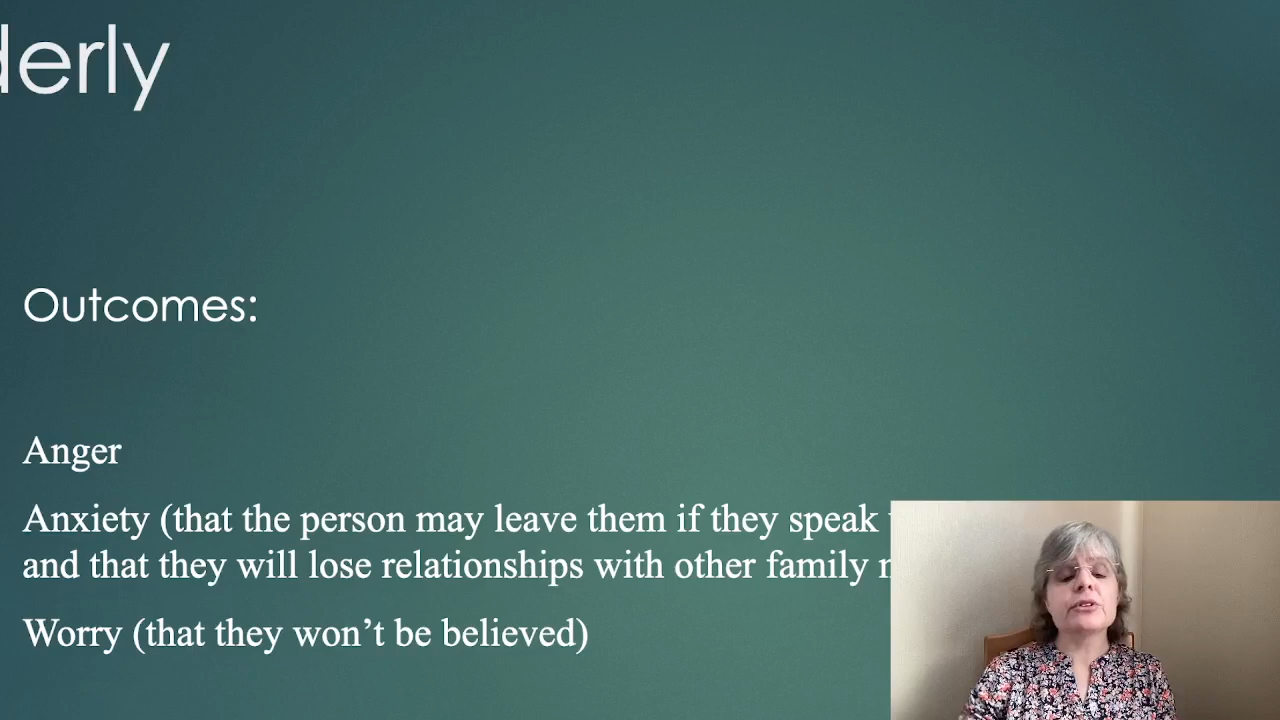 derly
Outcomes:
Anger
Anxiety (that the person may leave them if they speak
and that they will lose relationships with other family
Worry (that they won’t be believed)